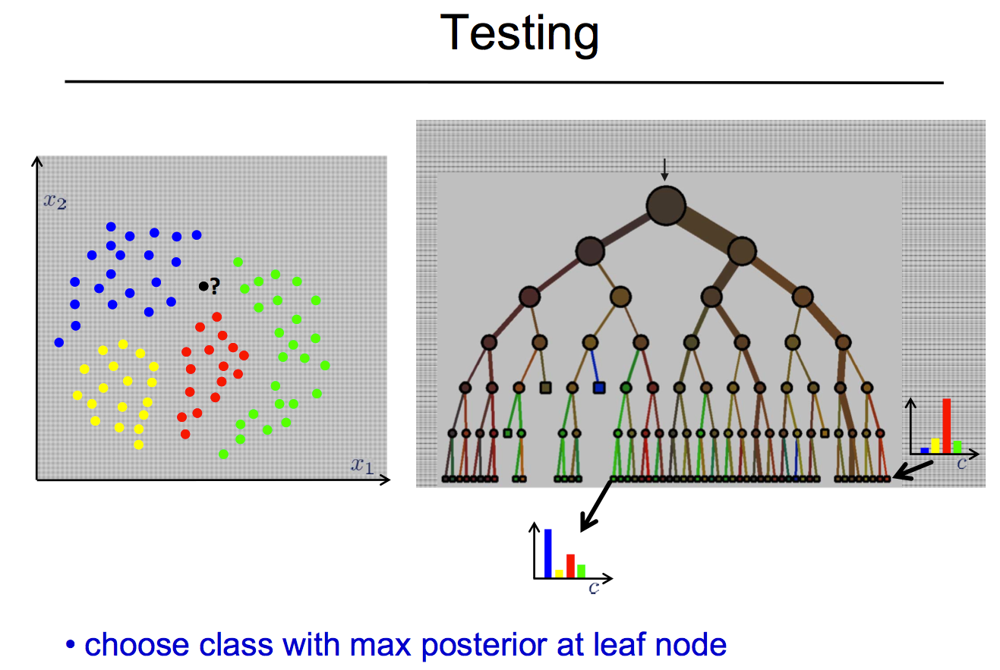 Testing
x2
?
x1
c
c
• choose class with max posterior at leaf node